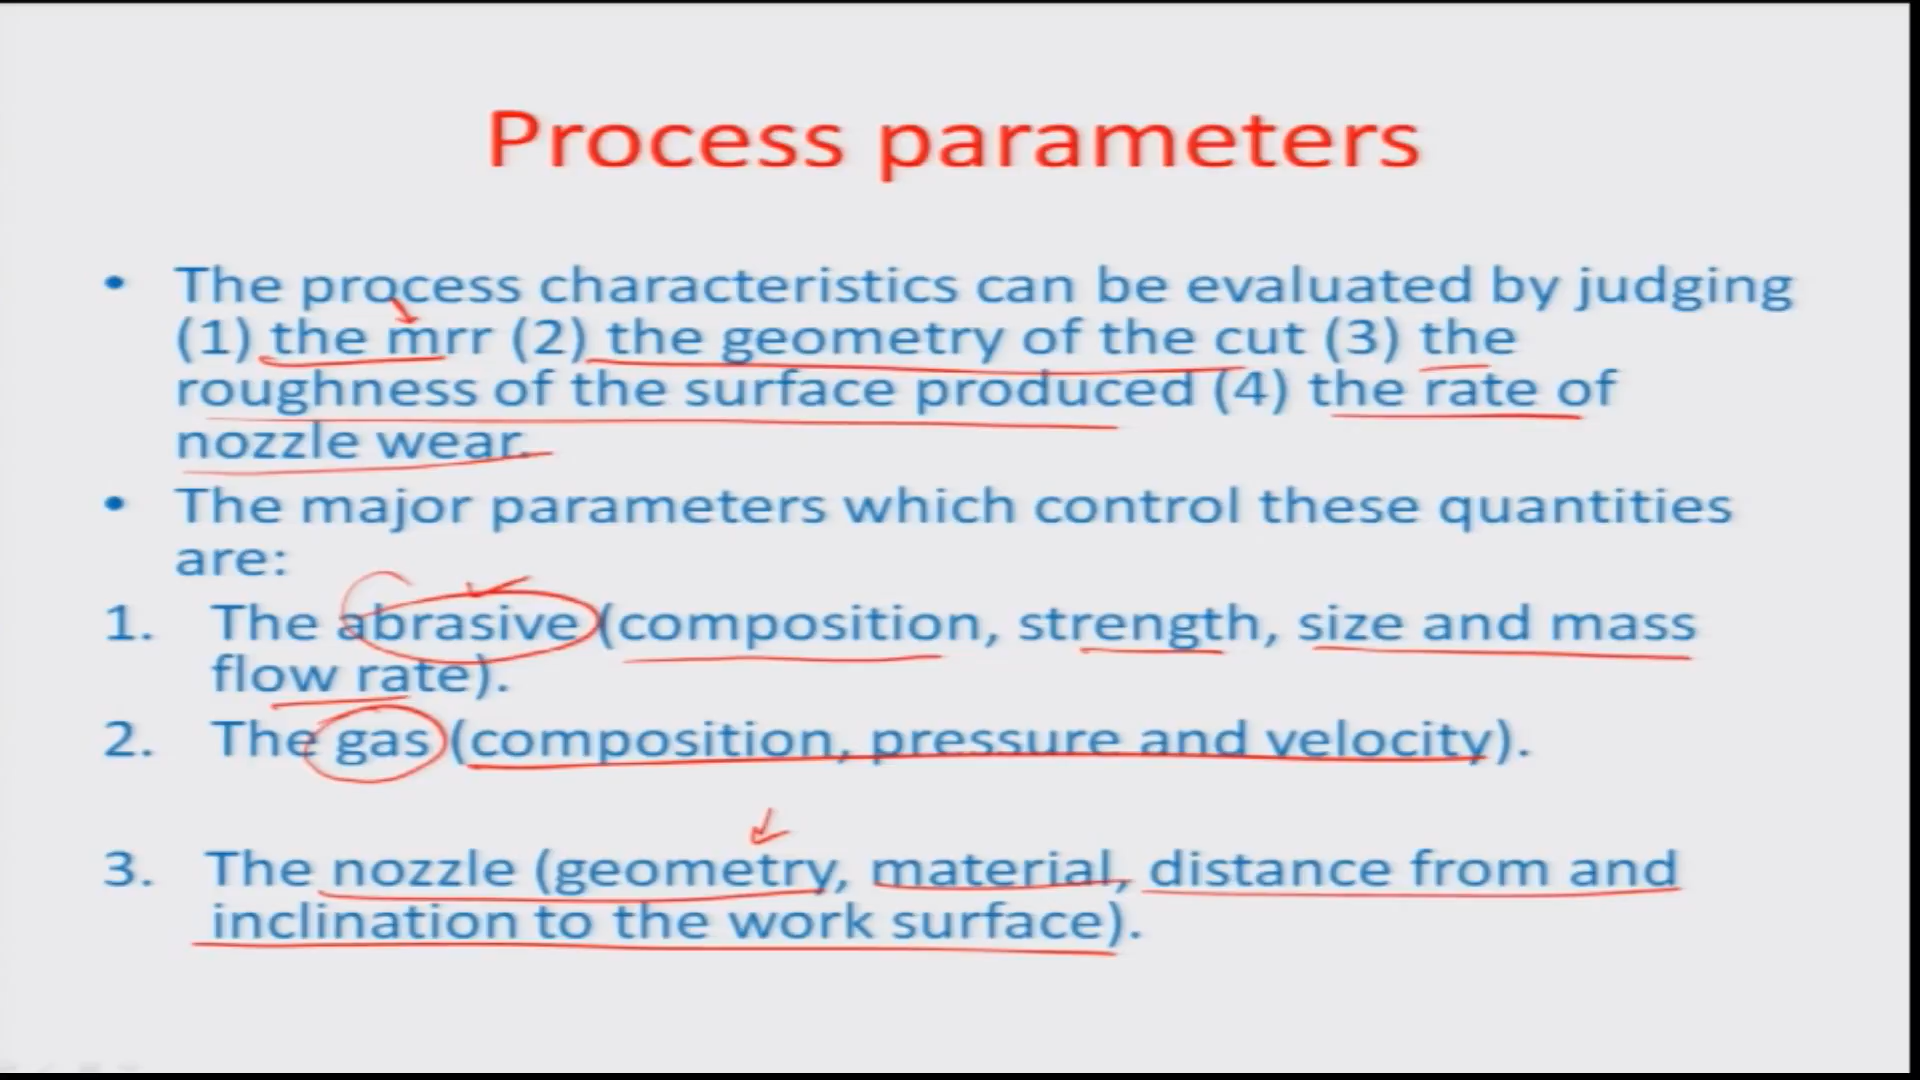 Process parameters
• The process characteristics can be evaluated by judging
(1) the mrr (2) the geometry of the cut (3) the
roughness of the surface produced (4) the rate of
nozzle wear.
• The major parameters which control these quantities
are:
1. The abrasive (composition, strength, size and mass
flow rate).
2. The gas (composition, pressure and velocity).
3. The nozzle (geometry, material, distance from and
inclination to the work surface).